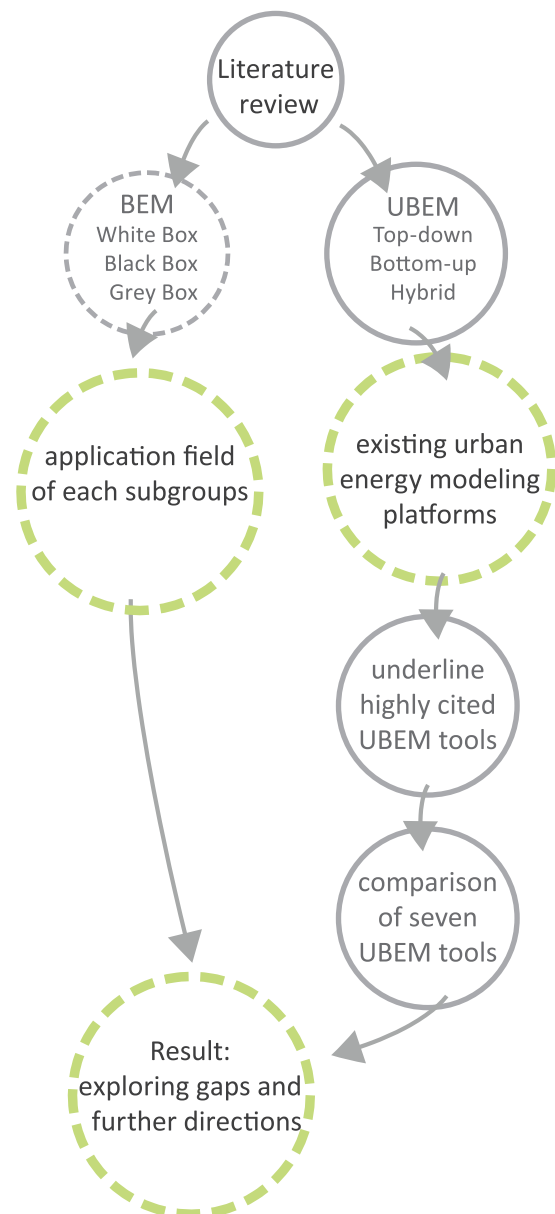 Literature
review
BEM
White Box
Black Box
Grey Box
UBEM
Top-down
Bottom-up
Hybrid
application field
of each subgroups
existing urban
energy modeling
platforms
underline
highly cited
UBEM tools
comparison
of seven
UBEM tools
Result:
exploring gaps and
further directions